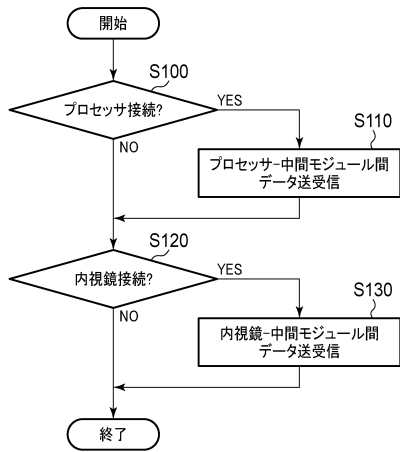 開始
S100
プロセッサ接続?
YES
S110
プロセッサ-中間モジュール間
データ送受信
NO
S120
内視鏡接続?
YES
S130
内視鏡-中間モジュール間
データ送受信
NO
終了